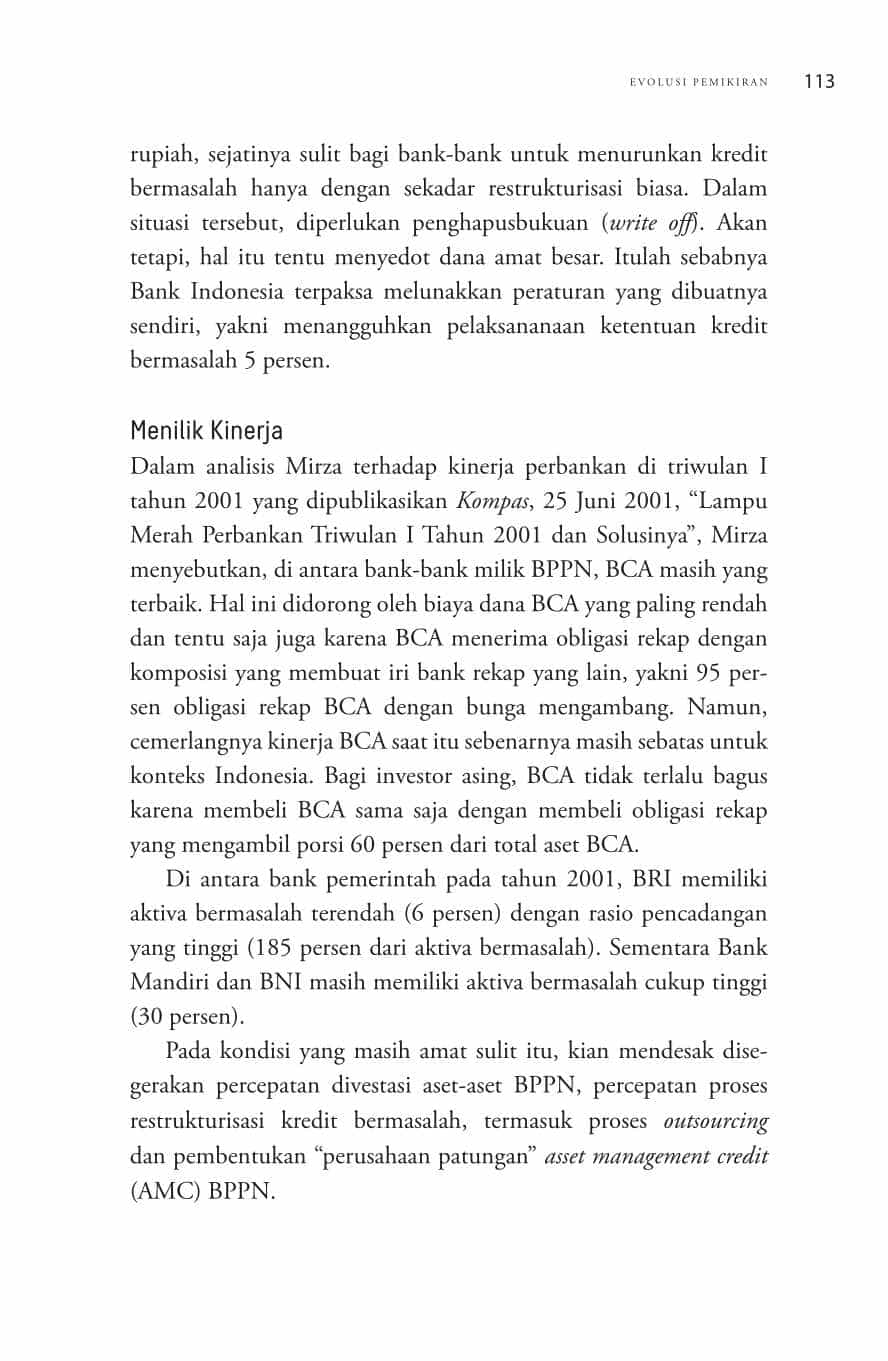 EVOLUSI PEMIKIRAN 113
rupiah, sejatinya sulit bagi bank-bank untuk menurunkan kredit
bermasalah hanya dengan sekadar restrukturisasi biasa. Dalam
situasi tersebut, diperlukan penghapusbukuan (write off). Akan
tetapi, hal itu tentu menyedot dana amat besar. Itulah sebabnya
Bank Indonesia terpaksa melunakkan peraturan yang dibuatnya
sendiri, yakni menangguhkan pelaksananaan ketentuan kredit
bermasalah 5 persen.
Menilik Kinerja
Dalam analisis Mirza terhadap kinerja perbankan di triwulan I
tahun 2001 yang dipublikasikan Kompas, 25 Juni 2001, “Lampu
Merah Perbankan Triwulan I Tahun 2001 dan Solusinya”, Mirza
menyebutkan, di antara bank-bank milik BPPN, BCA masih yang
terbaik. Hal ini didorong oleh biaya dana BCA yang paling rendah
dan tentu saja juga karena BCA menerima obligasi rekap dengan
komposisi yang membuat iri bank rekap yang lain, yakni 95 per-
sen obligasi rekap BCA dengan bunga mengambang. Namun,
cemerlangnya kinerja BCA saat itu sebenarnya masih sebatas untuk
konteks Indonesia. Bagi investor asing, BCA tidak terlalu bagus
karena membeli BCA sama saja dengan membeli obligasi rekap
yang mengambil porsi 60 persen dari total aset BCA.
Di antara bank pemerintah pada tahun 2001, BRI memiliki
aktiva bermasalah terendah (6 persen) dengan rasio pencadangan
yang tinggi (185 persen dari aktiva bermasalah). Sementara Bank
Mandiri dan BNI masih memiliki aktiva bermasalah cukup tinggi
(30 persen).
Pada kondisi yang masih amat sulit itu, kian mendesak dise-
gerakan percepatan divestasi aset-aset BPPN, percepatan proses
restrukturisasi kredit bermasalah, termasuk proses outsourcing
dan pembentukan “perusahaan patungan” asset management credit
(AMC) BPPN.